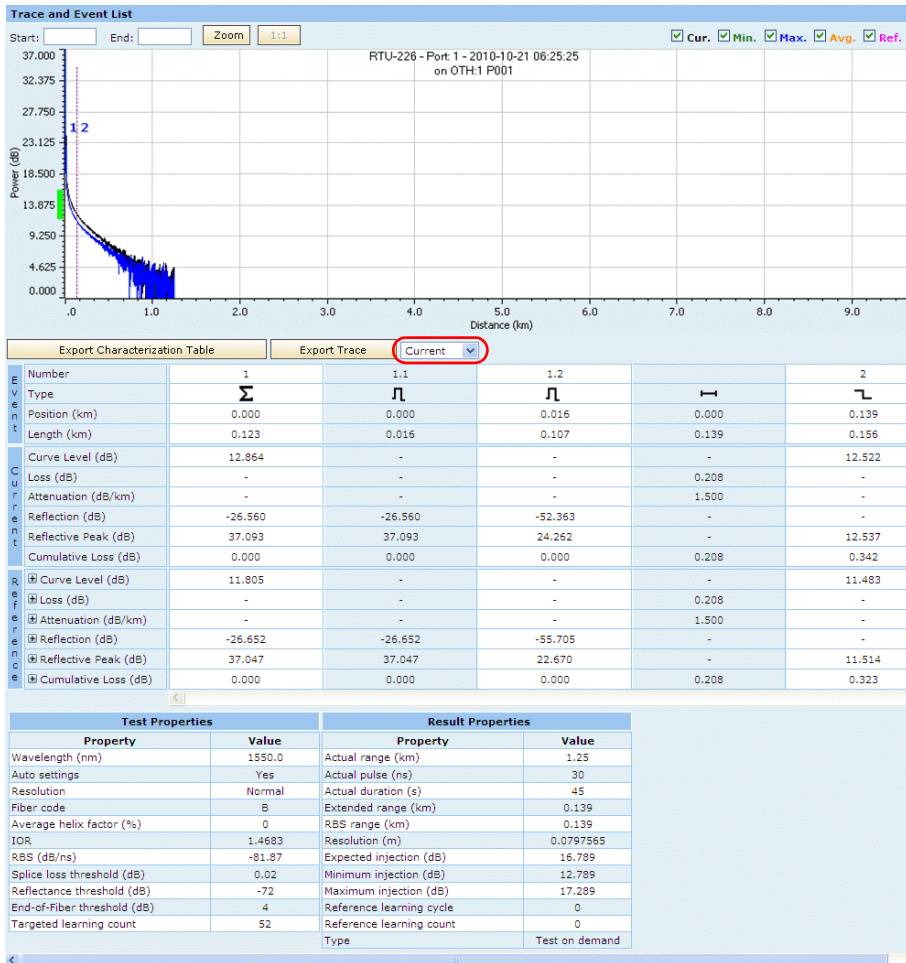 Trace and Event List
Start: End: Zoom 1:1 Cur. Min. Max. Avg. Ref.
RTU-226 - Port: 1 - 2010-10-21 06:25:25
on OTH:1 P001
Power (dB)
37.000
32.375
27.750
23.125
18.500
13.875
9.250
4.625
0.000
1 2
.0 1.0 2.0 3.0 4.0 5.0 6.0 7.0 8.0 9.0
Distance (km)
Export Characterization Table Export Trace Current
Event
Number 1 1.1 1.2 2
Type
Position (km) 0.000 0.000 0.016 0.000 0.139
Length (km) 0.123 0.016 0.107 0.139 0.156
Current
Curve Level (dB) 12.864 - - - 12.522
Loss (dB) - - - 0.208 -
Attenuation (dB/km) - - - 1.500 -
Reflection (dB) -26.560 -26.560 -52.363 - -
Reflective Peak (dB) 37.093 37.093 24.262 - 12.537
Cumulative Loss (dB) 0.000 0.000 0.000 0.208 0.342
Reference
Curve Level (dB) 11.805 - - - 11.483
Loss (dB) - - - 0.208 -
Attenuation (dB/km) - - - 1.500 -
Reflection (dB) -26.652 -26.652 -55.705 - -
Reflective Peak (dB) 37.047 37.047 22.670 - 11.514
Cumulative Loss (dB) 0.000 0.000 0.000 0.208 0.323
Test Properties
Property Value
Wavelength (nm) 1550.0
Auto settings Yes
Resolution Normal
Fiber code B
Average helix factor (%) 0
IOR 1.4683
RBS (dB/ns) -81.87
Splice loss threshold (dB) 0.02
Reflectance threshold (dB) -72
End-of-Fiber threshold (dB) 4
Targeted learning count 52
Result Properties
Property Value
Actual range (km) 1.25
Actual pulse (ns) 30
Actual duration (s) 45
Extended range (km) 0.139
RBS range (km) 0.139
Resolution (m) 0.0797565
Expected injection (dB) 16.789
Minimum injection (dB) 12.789
Maximum injection (dB) 17.289
Reference learning cycle 0
Reference learning count 0
Type Test on demand